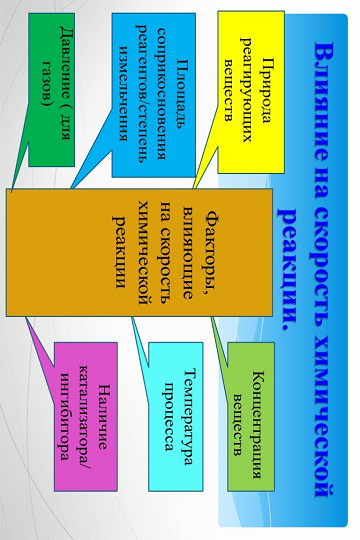 Влияние на скорость химической
реакции.
Природа
реагирующих
веществ
Площадь
соприкосновения
реагентов/степень
измельчения
Давление ( для
газов)
Факторы,
влияющие
на скорость
химической
реакции
Концентрация
веществ
Температура
процесса
Наличие
катализатора/
ингибитора